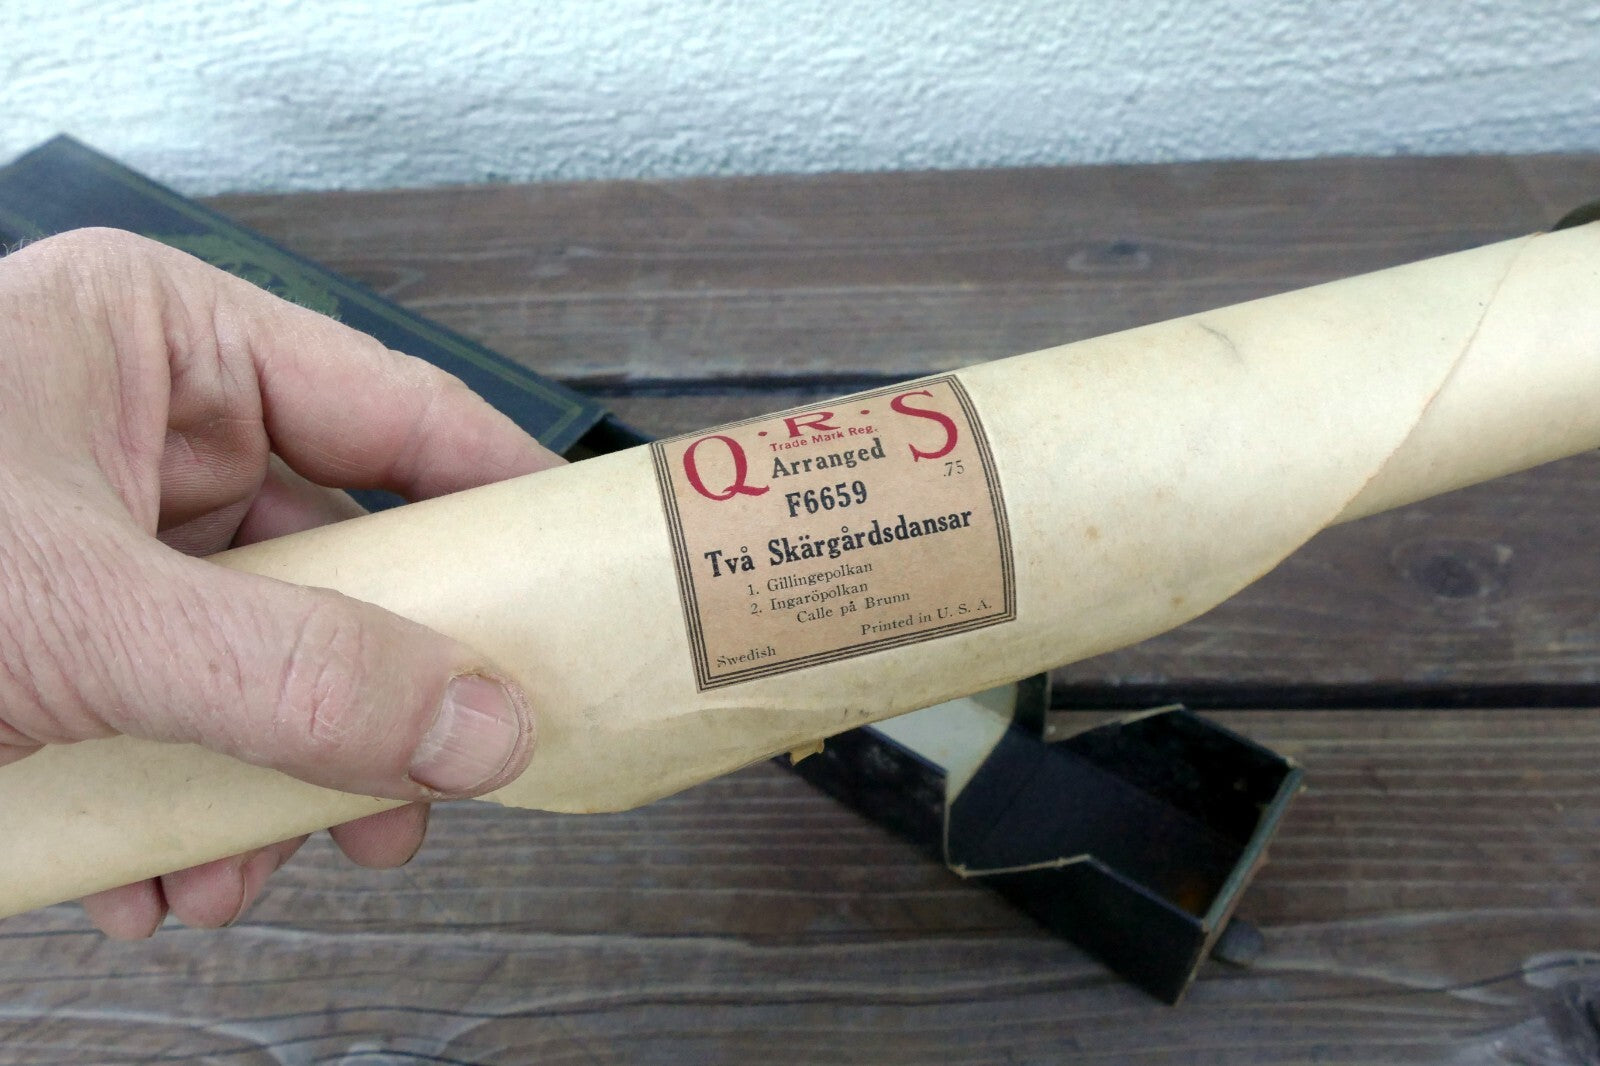 Q · R · S
Trade Mark Reg.
Arranged
.75
F6659
Två Skärgårdsdansar
1. Gillingepolkan
2. Ingaröpolkan
Calle på Brunn
Printed in U. S. A.
Swedish